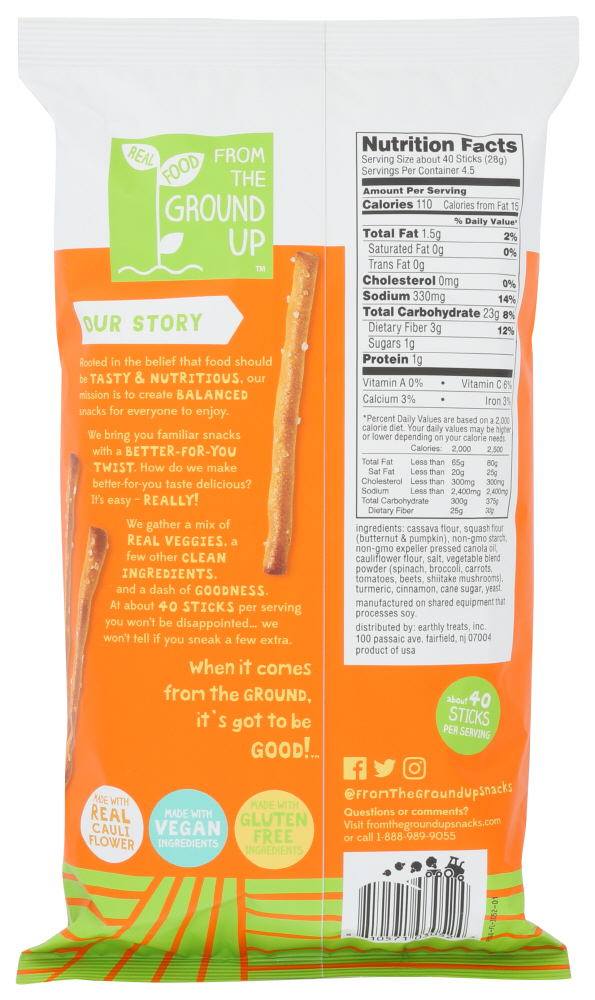 REAL FOOD
FROM
THE
GROUND
UP
TM
OUR STORY
Rooted in the belief that food should
be TASTY & NUTRITIOUS, our
mission is to create BALANCED
snacks for everyone to enjoy.
We bring you familiar snacks
with a BETTER-FOR-YOU
TWIST. How do we make
better-for-you taste delicious?
It's easy - REALLY!
We gather a mix of
REAL VEGGIES, a
few other CLEAN
INGREDIENTS,
and a dash of GOODNESS.
At about 40 STICKS per serving
you won't be disappointed... we
won't tell if you sneak a few extra.
When it comes
from the GROUND,
it's got to be
GOOD!
MADE WITH
REAL
CAULI
FLOWER
MADE WITH
VEGAN
INGREDIENTS
MADE WITH
GLUTEN
FREE
INGREDIENTS
Nutrition Facts
Serving Size about 40 Sticks (28g)
Servings Per Container 4.5
Amount Per Serving
Calories 110 Calories from Fat 15
% Daily Value*
Total Fat 1.5g 2%
Saturated Fat 0g 0%
Trans Fat 0g
Cholesterol 0mg 0%
Sodium 330mg 14%
Total Carbohydrate 23g 8%
Dietary Fiber 3g 12%
Sugars 1g
Protein 1g
Vitamin A 0% • Vitamin C 6%
Calcium 3% • Iron 3%
*Percent Daily Values are based on a 2,000
calorie diet. Your daily values may be higher
or lower depending on your calorie needs.
Calories: 2,000 2,500
Total Fat Less than 65g 80g
Sat Fat Less than 20g 25g
Cholesterol Less than 300mg 300mg
Sodium Less than 2,400mg 2,400mg
Total Carbohydrate 300g 375g
Dietary Fiber 25g 30g
ingredients: cassava flour, squash flour
(butternut & pumpkin), non-gmo starch,
non-gmo expeller pressed canola oil,
cauliflower flour, salt, vegetable blend
powder (spinach, broccoli, carrots,
tomatoes, beets, shiitake mushrooms),
turmeric, cinnamon, cane sugar, yeast.
manufactured on shared equipment that
processes soy.
distributed by: earthly treats, inc.
100 passaic ave. fairfield, nj 07004
product of usa
about 40
STICKS
PER SERVING
@fromthegroundupsnacks
Questions or comments?
Visit fromthegroundupsnacks.com
or call 1-888-989-9055